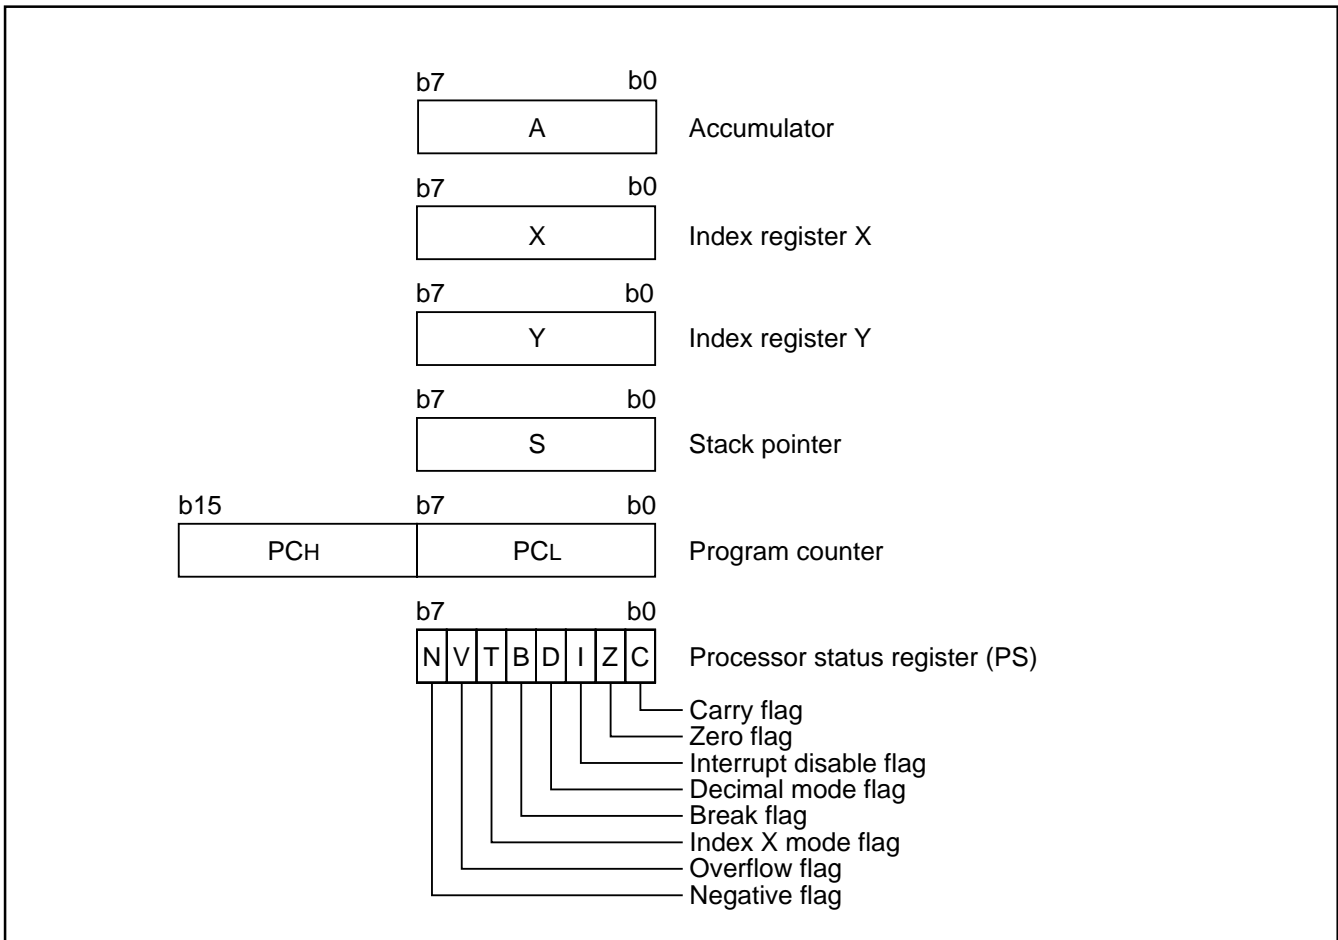 b7 b0
A Accumulator
b7 b0
X Index register X
b7 b0
Y Index register Y
b7 b0
S Stack pointer
b15 b7 b0
PCH PCL Program counter
b7 b0
N V T B D I Z C Processor status register (PS)
Carry flag
Zero flag
Interrupt disable flag
Decimal mode flag
Break flag
Index X mode flag
Overflow flag
Negative flag